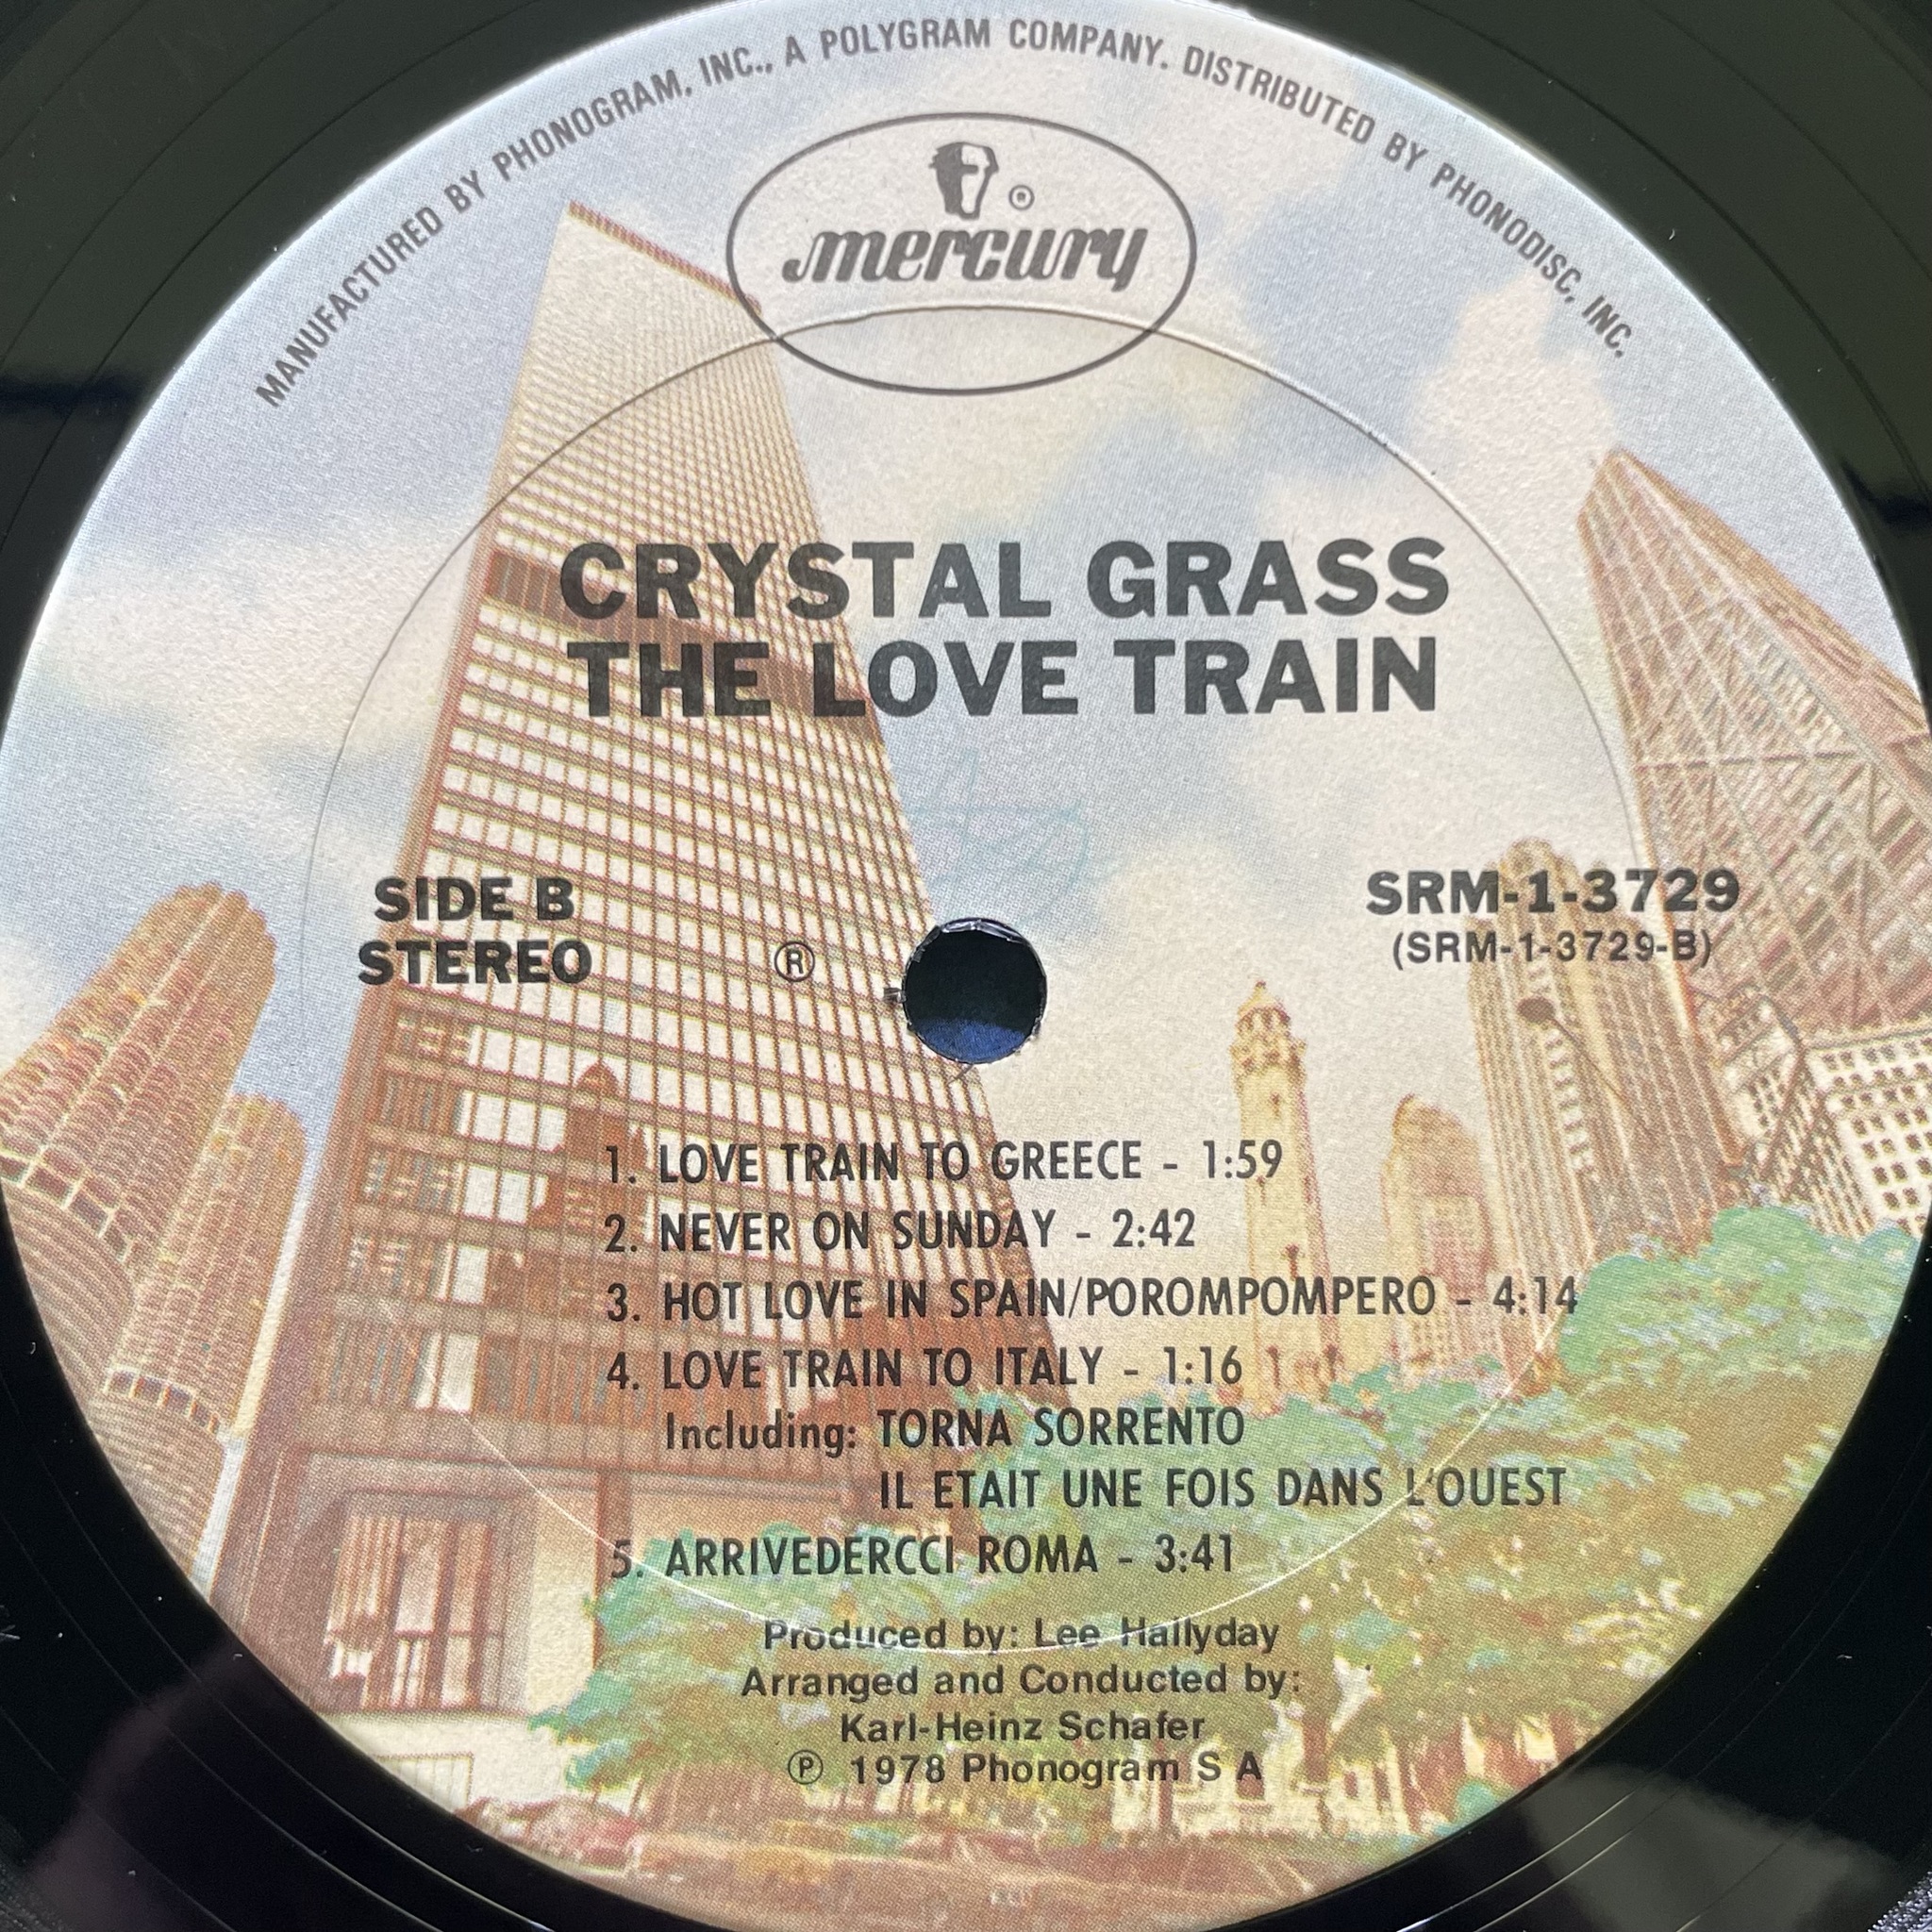 MANUFACTURED BY PHONOGRAM, INC., A POLYGRAM COMPANY. DISTRIBUTED BY PHONODISC, INC.
®
mercury
CRYSTAL GRASS
THE LOVE TRAIN
SIDE B
STEREO
®
SRM-1-3729
(SRM-1-3729-B)
1. LOVE TRAIN TO GREECE - 1:59
2. NEVER ON SUNDAY - 2:42
3. HOT LOVE IN SPAIN/POROMPOMPERO - 4:14
4. LOVE TRAIN TO ITALY - 1:16
Including: TORNA SORRENTO
IL ETAIT UNE FOIS DANS L'OUEST
5. ARRIVEDERCCI ROMA - 3:41
Produced by: Lee Hallyday
Arranged and Conducted by:
Karl-Heinz Schafer
℗ 1978 Phonogram S A